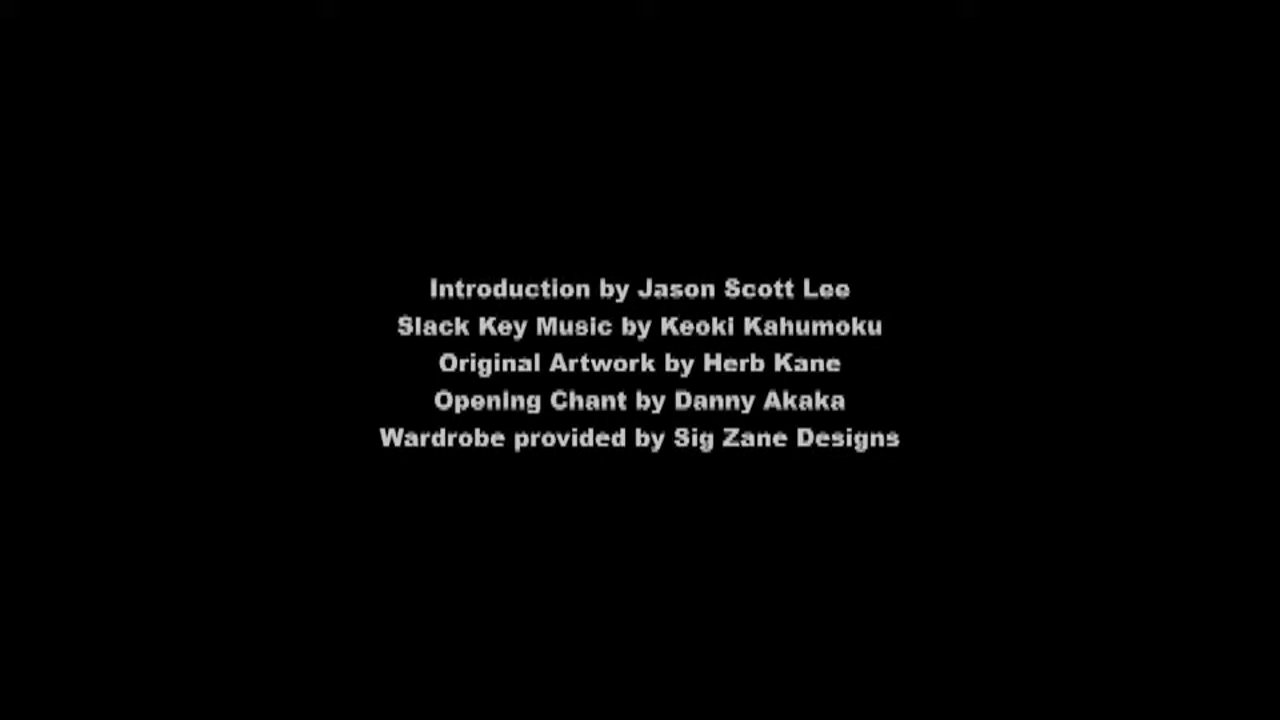 Introduction by Jason Scott Lee
Slack Key Music by Keoki Kahumoku
Original Artwork by Herb Kane
Opening Chant by Danny Akaka
Wardrobe provided by Sig Zane Designs